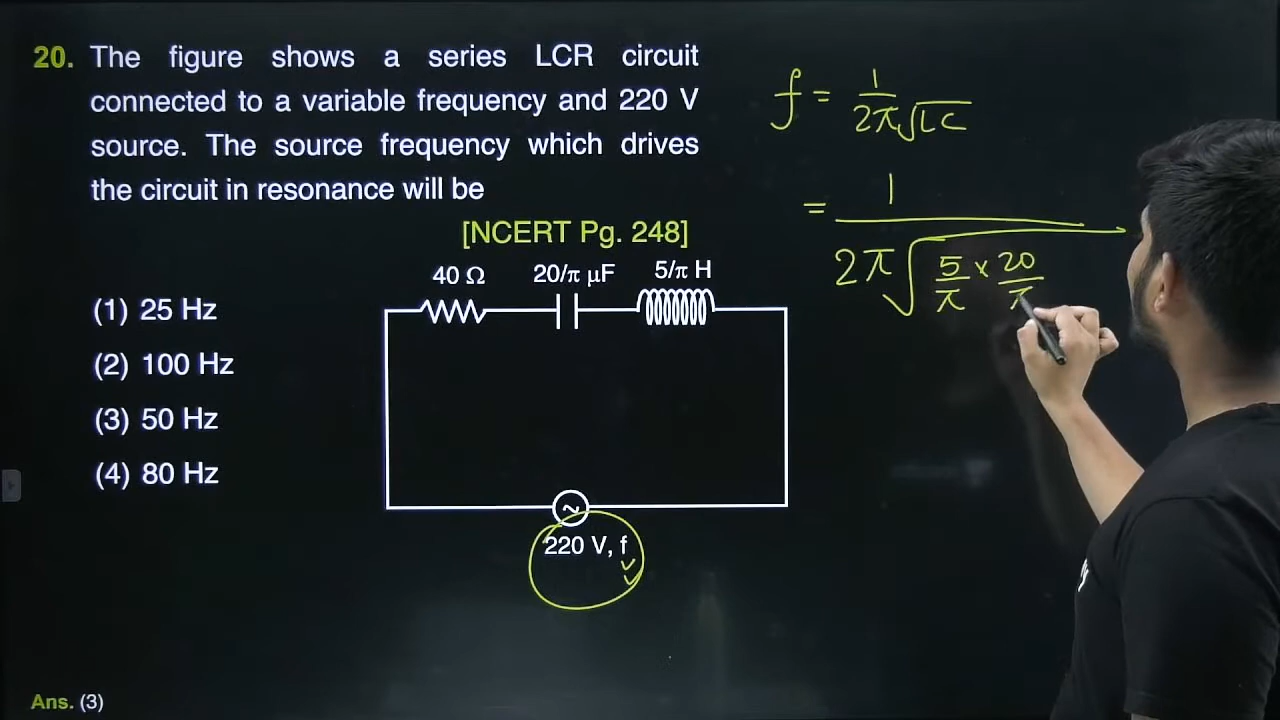 20. The figure shows a series LCR circuit
connected to a variable frequency and 220 V
source. The source frequency which drives
the circuit in resonance will be
[NCERT Pg. 248]
40 Ω 20/π μF 5/π H
(1) 25 Hz
(2) 100 Hz
(3) 50 Hz
(4) 80 Hz
220 V, f
Ans. (3)
f = 1/2π√LC
= 1/2π√5/π × 20/π